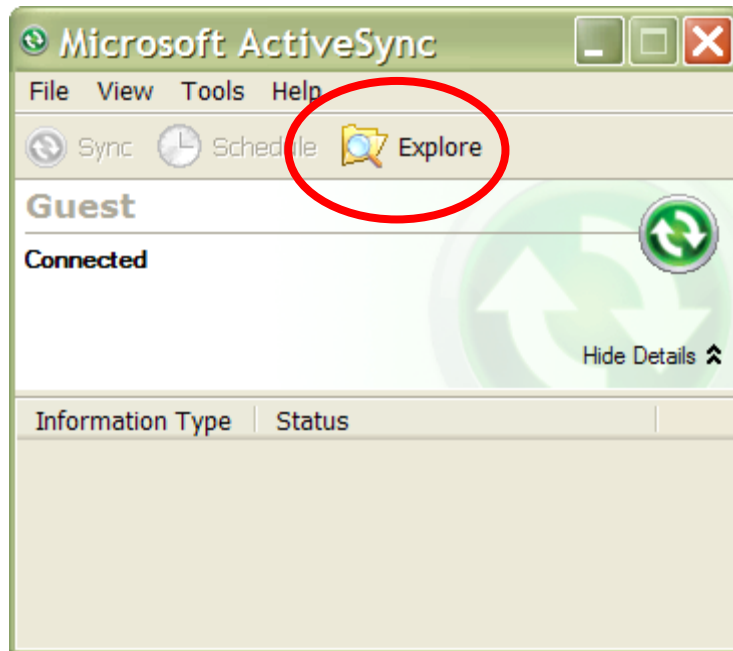 Microsoft ActiveSync
File View Tools Help
Sync Schedule Explore
Guest
Connected
Hide Details
Information Type Status